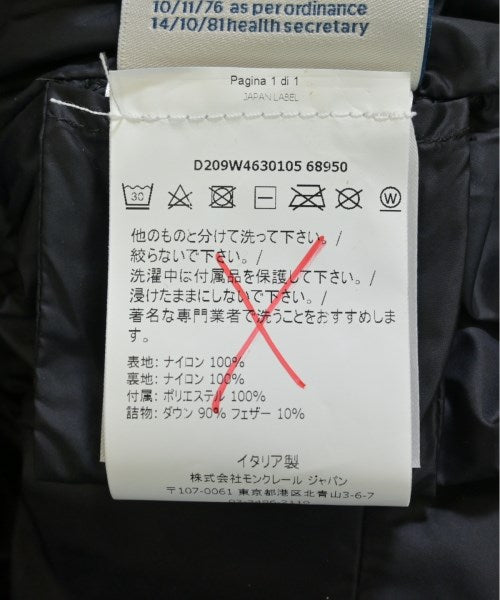 10/11/76 as per ordinance
14/10/81 health secretary
Pagina 1 di 1
JAPAN LABEL
D209W4630105 68950
30
W
他のものと分けて洗って下さい。/
絞らないで下さい。/
洗濯中は付属品を保護して下さい。/
浸けたままにしないで下さい。/
著名な専門業者で洗うことをおすすめしま
す。
表地: ナイロン 100%
裏地: ナイロン 100%
付属: ポリエステル 100%
詰物: ダウン 90% フェザー 10%
イタリア製
株式会社モンクレール ジャパン
〒107-0061 東京都港区北青山3-6-7